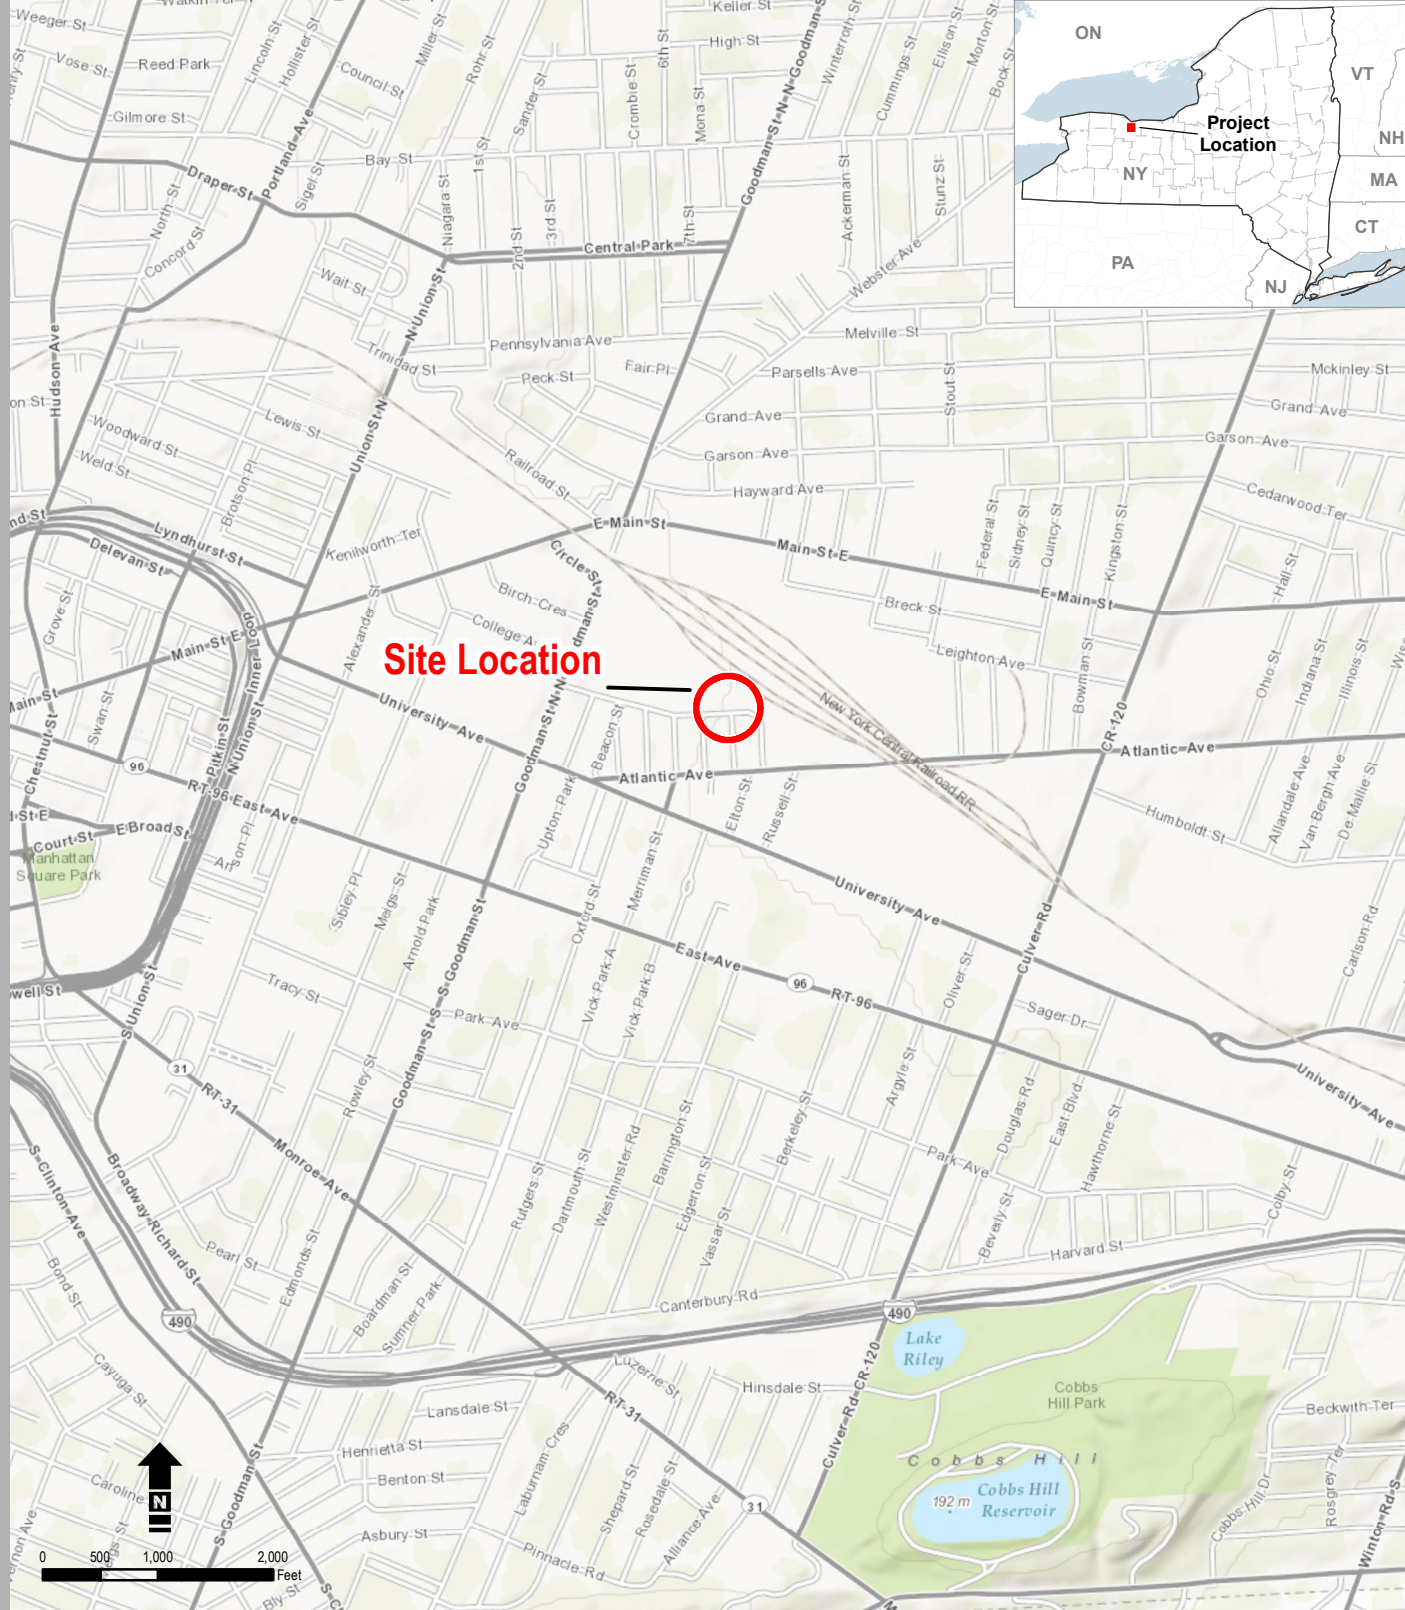 Weeger St
Vose St
Reed Park
Gilmore St
Lincoln St
Hollister St
Council St
Miller St
Rohr St
Sander St
Keller St
High St
6th St
Crombie St
Mona St
Goodman St N
N Goodman St
Winterroth St
Cummings St
Ellison St
Morton St
Bock St
ON
VT
NH
Project
Location
NY
MA
CT
PA
NJ
Draper St
Portland Ave
Sigel St
Bay St
1st St
Niagara St
2nd St
3rd St
7th St
Central Park
Ackerman St
Stunz St
Webster Ave
North St
Concord St
Wait St
N Union St
Trinidad St
Pennsylvania Ave
Peck St
Fair Pl
Melville St
Parsells Ave
Stout St
Mckinley St
Grand Ave
Grand Ave
Garson Ave
Garson Ave
Hayward Ave
Hudson Ave
on St
Woodward St
Weld St
Lewis St
Brotson Pl
Union St N
Railroad St
Cedarwood Ter
nd St
Delevan St
Lyndhurst St
Kenilworth Ter
E Main St
Main St E
E Main St
Circle St
Federal St
Sidney St
Quincy St
Kingston St
Hall St
Birch Cres
Breck St
Leighton Ave
Grove St
Main St E
Inner Loop
Alexander St
College A
Site Location
N Goodman St
Goodman St N
Bowman St
CR-120
Ohio St
Indiana St
Illinois St
Main St
Swan St
Chestnut St
Pitkin St
N Union St
University Ave
Beacon St
New York Central Railroad RR
Atlantic Ave
Atlantic Ave
96
RT-96
East Ave
Upton Park
Elton St
Russell St
Allandale Ave
Van Bergh Ave
De Mallie St
Humboldt St
Court St
E Broad St
Manhattan
Square Park
Sibley Pl
Meigs St
Arnold Park
Oxford St
Merriman St
University Ave
Carlson Rd
East Ave
96
RT-96
Culver Rd
Oliver St
Sager Dr
well St
S Union St
Tracy St
Goodman St S
S Goodman St
Park Ave
Vick Park A
Vick Park B
31
RT-31
Rowley St
Argyle St
Douglas Rd
East Blvd
Hawthorne St
University Ave
S Clinton Ave
Broadway
Richard St
Monroe Ave
Rutgers St
Dartmouth St
Westminster Rd
Barrington St
Edgerton St
Vassar St
Berkeley St
Park Ave
Beverly St
Harvard St
Colby St
Pearl St
Edmonds St
Bond St
490
Boardman St
Sumner Park
Canterbury Rd
490
Lake
Riley
Cobbs
Hill Park
Cayuga St
Luzerne St
Hinsdale St
Culver Rd
CR-120
Lansdale St
RT-31
Beckwith Ter
Henrietta St
Benton St
Laburnam Cres
Cobbs Hill
192 m
Cobbs Hill
Reservoir
Caroline
N
S Goodman St
Asbury St
Pinnacle Rd
Shepard St
Rosedale St
Alliance Ave
31
Cobbs Hill Dr
Rosgrey Ter
Winton Rd S
0 500 1,000 2,000
Feet
Bly St